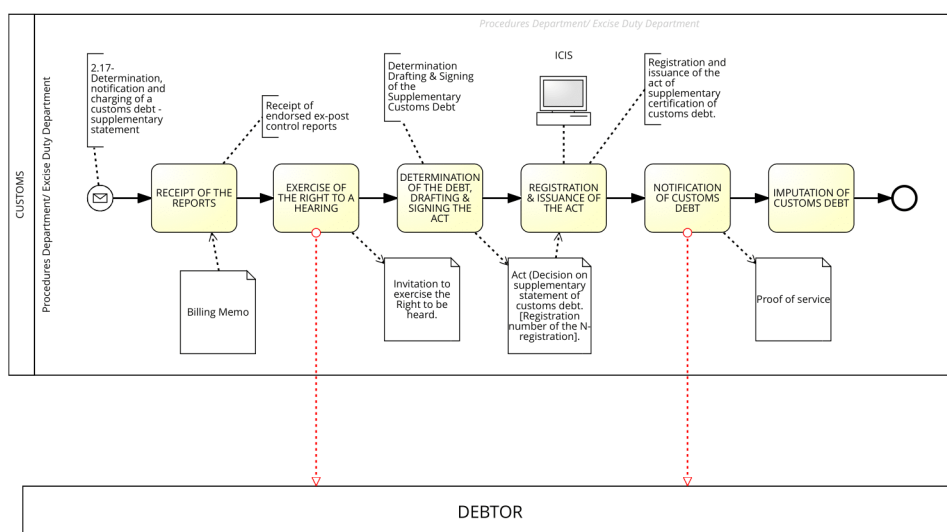 Procedures Department/ Excise Duty Department
CUSTOMS
Procedures Department/ Excise Duty Department
2.17-
Determination,
notification and
charging of a
customs debt -
supplementary
statement
Receipt of
endorsed ex-post
control reports
Determination
Drafting & Signing
of the
Supplementary
Customs Debt
ICIS
Registration and
issuance of the
act of
supplementary
certification of
customs debt.
RECEIPT OF THE
REPORTS
EXERCISE OF
THE RIGHT TO A
HEARING
DETERMINATION
OF THE DEBT,
DRAFTING &
SIGNING THE
ACT
REGISTRATION
& ISSUANCE OF
THE ACT
NOTIFICATION
OF CUSTOMS
DEBT
IMPUTATION OF
CUSTOMS DEBT
Billing Memo
Invitation to
exercise the
Right to be
heard.
Act (Decision on
supplementary
statement of
customs debt.
[Registration
number of the N-
registration].
Proof of service
DEBTOR